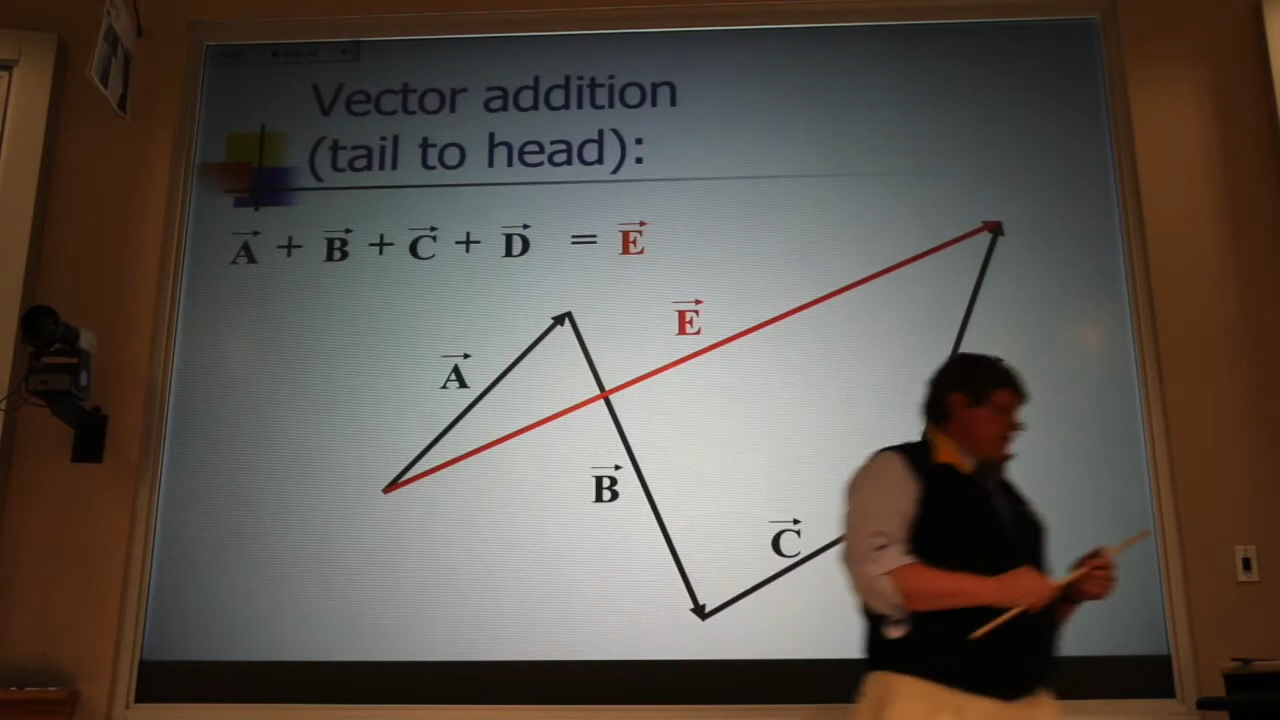 Vector addition
(tail to head):
A + B + C + D = E
E
A
B
C